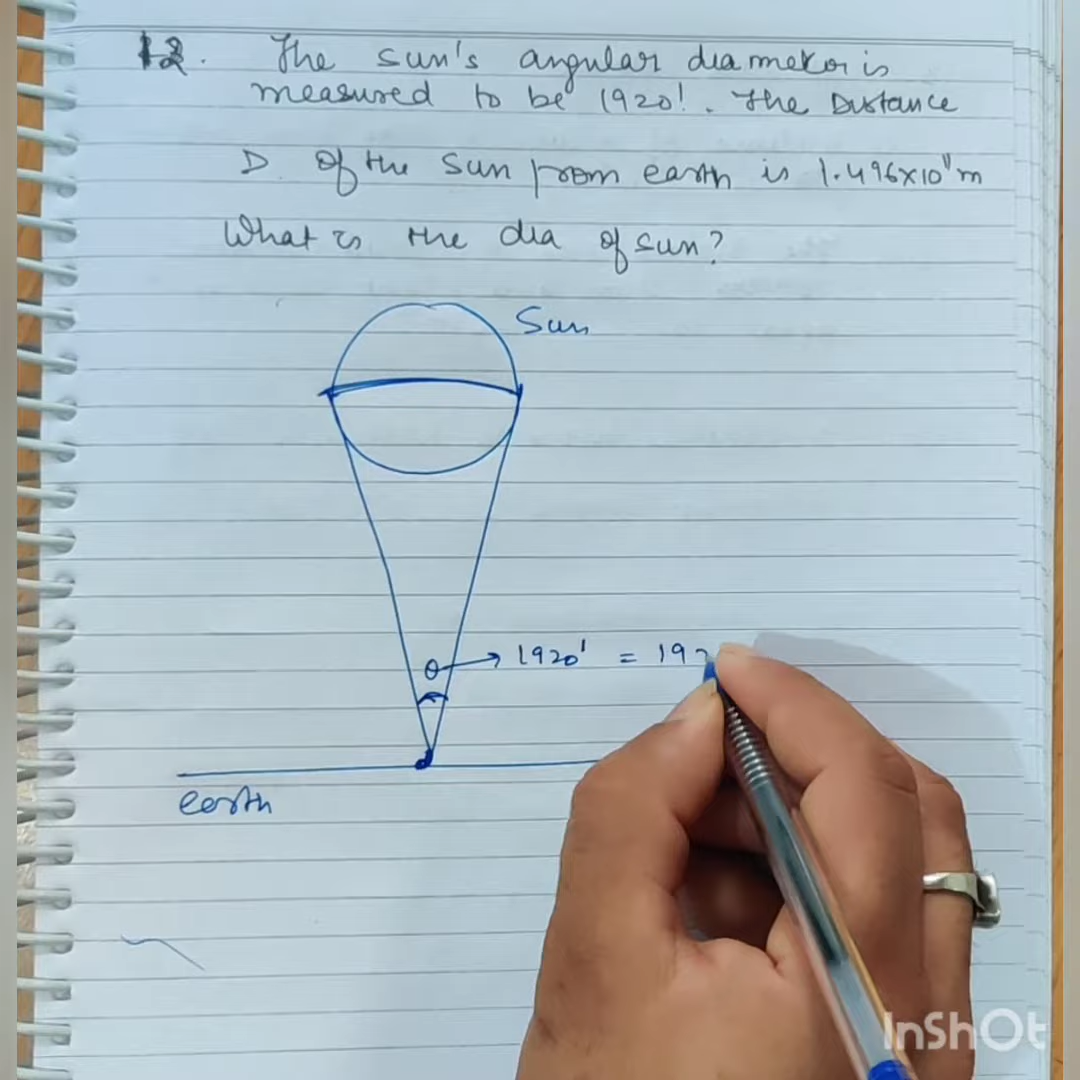 12. The sun's angular diameter is
measured to be 1920'. The Distance
D of the sun from earth is 1.496x10¹¹m
What is the dia of sun?
Sun
θ → 1920' = 192
earth
InShOt